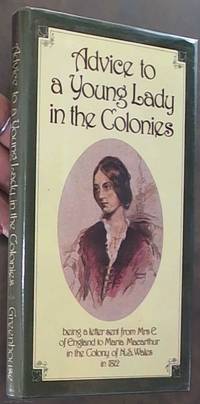 Advice to
a Young Lady
in the Colonies
being a letter sent from Mrs E.
of England to Maria Macarthur
in the Colony of N.S. Wales
in 1812
Advice to a Young Lady in the Colonies
Greenhouse